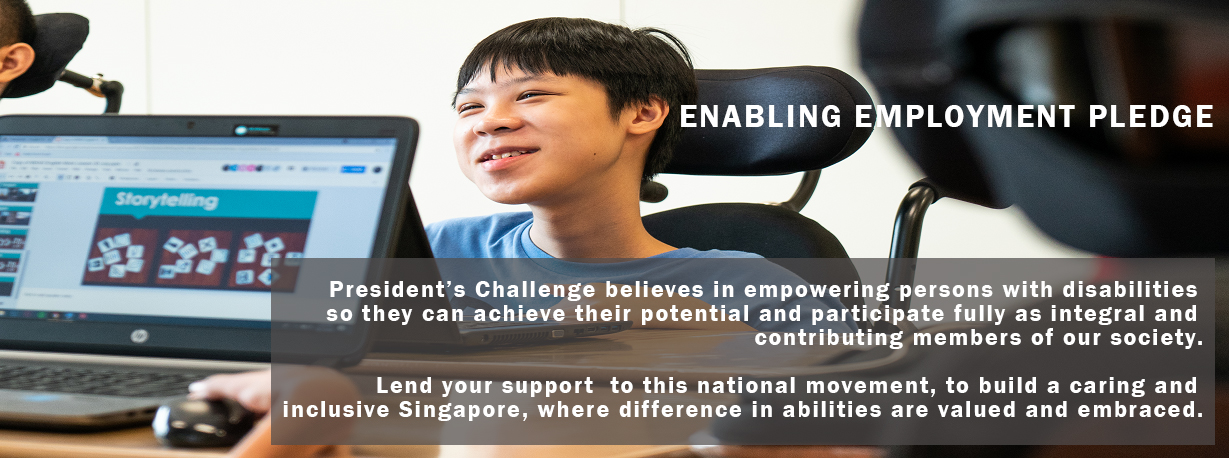 ENABLING EMPLOYMENT PLEDGE
Storytelling
hp
President’s Challenge believes in empowering persons with disabilities
so they can achieve their potential and participate fully as integral and
contributing members of our society.
Lend your support  to this national movement, to build a caring and
inclusive Singapore, where difference in abilities are valued and embraced.